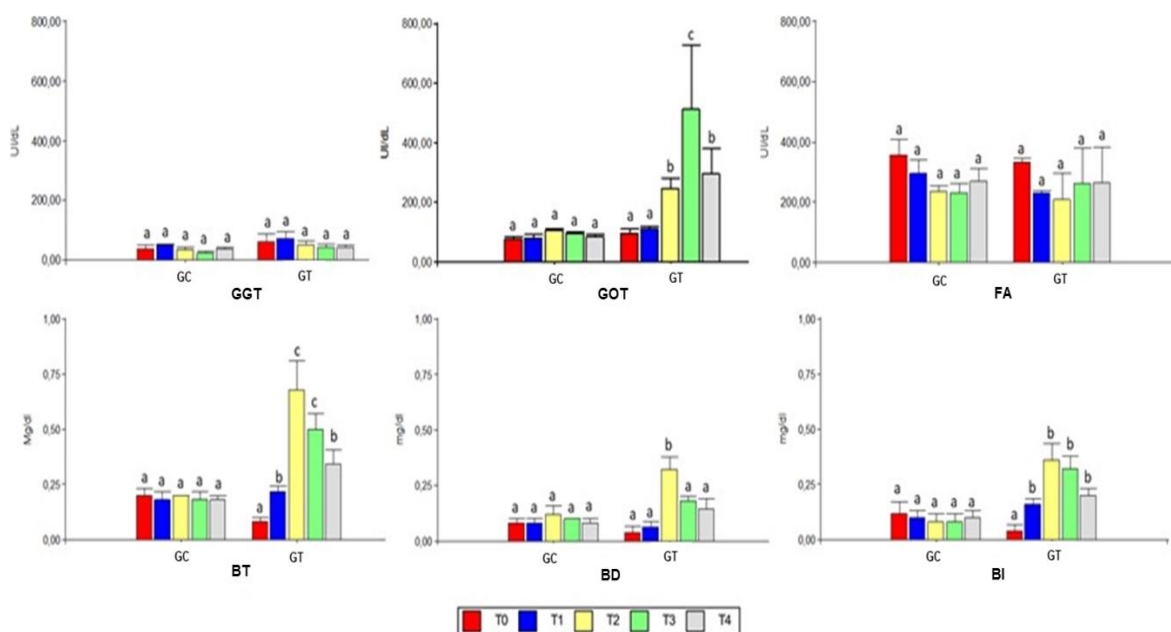 800,00
600,00
400,00
200,00
0,00
UI/dL
a a a a a a a a a a
GC GT
GGT
800,00
600,00
400,00
200,00
0,00
UI/dL
a a a a a a a b c b
GC GT
GOT
800,00
600,00
400,00
200,00
0,00
UI/dL
a a a a a a a a a a
GC GT
FA
1,00
0,75
0,50
0,25
0,00
Mg/dl
a a a a a a b c c b
GC GT
BT
1,00
0,75
0,50
0,25
0,00
mg/dl
a a a a a a a b a a
GC GT
BD
1,00
0,75
0,50
0,25
0,00
mg/dl
a a a a a a b b b b
GC GT
BI
T0 T1 T2 T3 T4